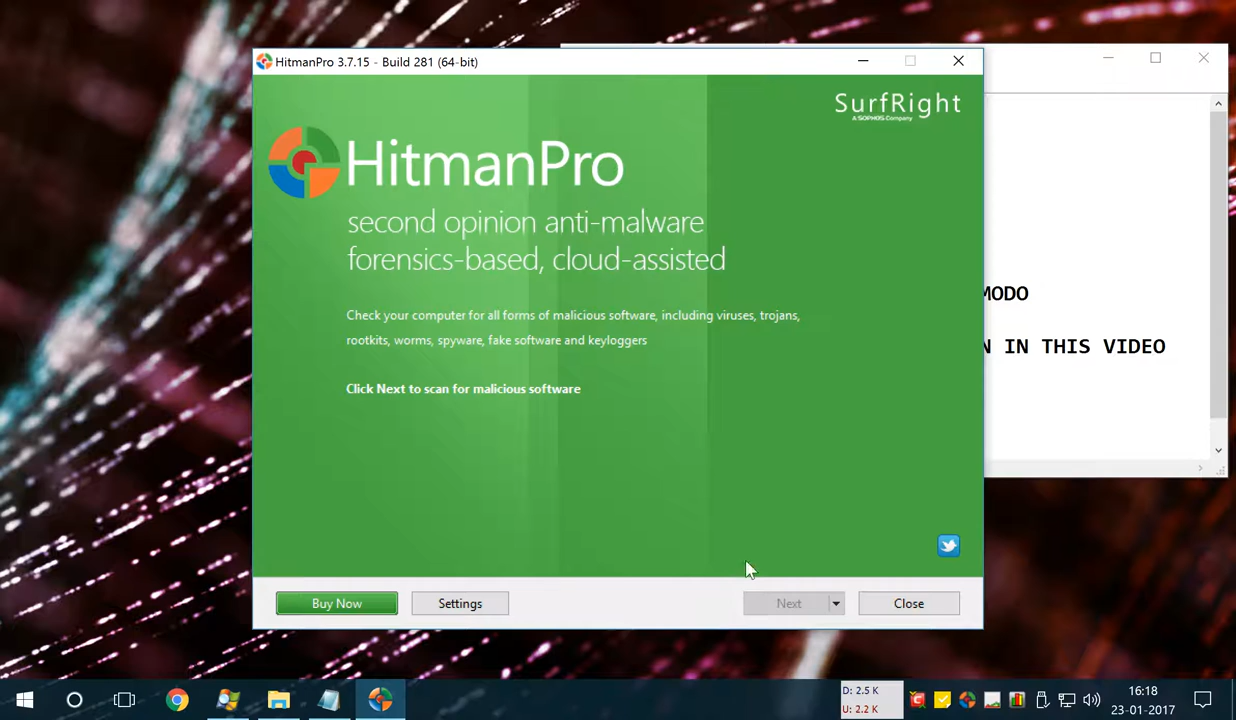 HitmanPro 3.7.15 - Build 281 (64-bit)
SurfRight
A SOPHOS Company
HitmanPro
second opinion anti-malware
forensics-based, cloud-assisted
Check your computer for all forms of malicious software, including viruses, trojans,
rootkits, worms, spyware, fake software and keyloggers
Click Next to scan for malicious software
MODO
N IN THIS VIDEO
Buy Now
Settings
Next
Close
D: 2.5 K
U: 2.2 K
16:18
23-01-2017